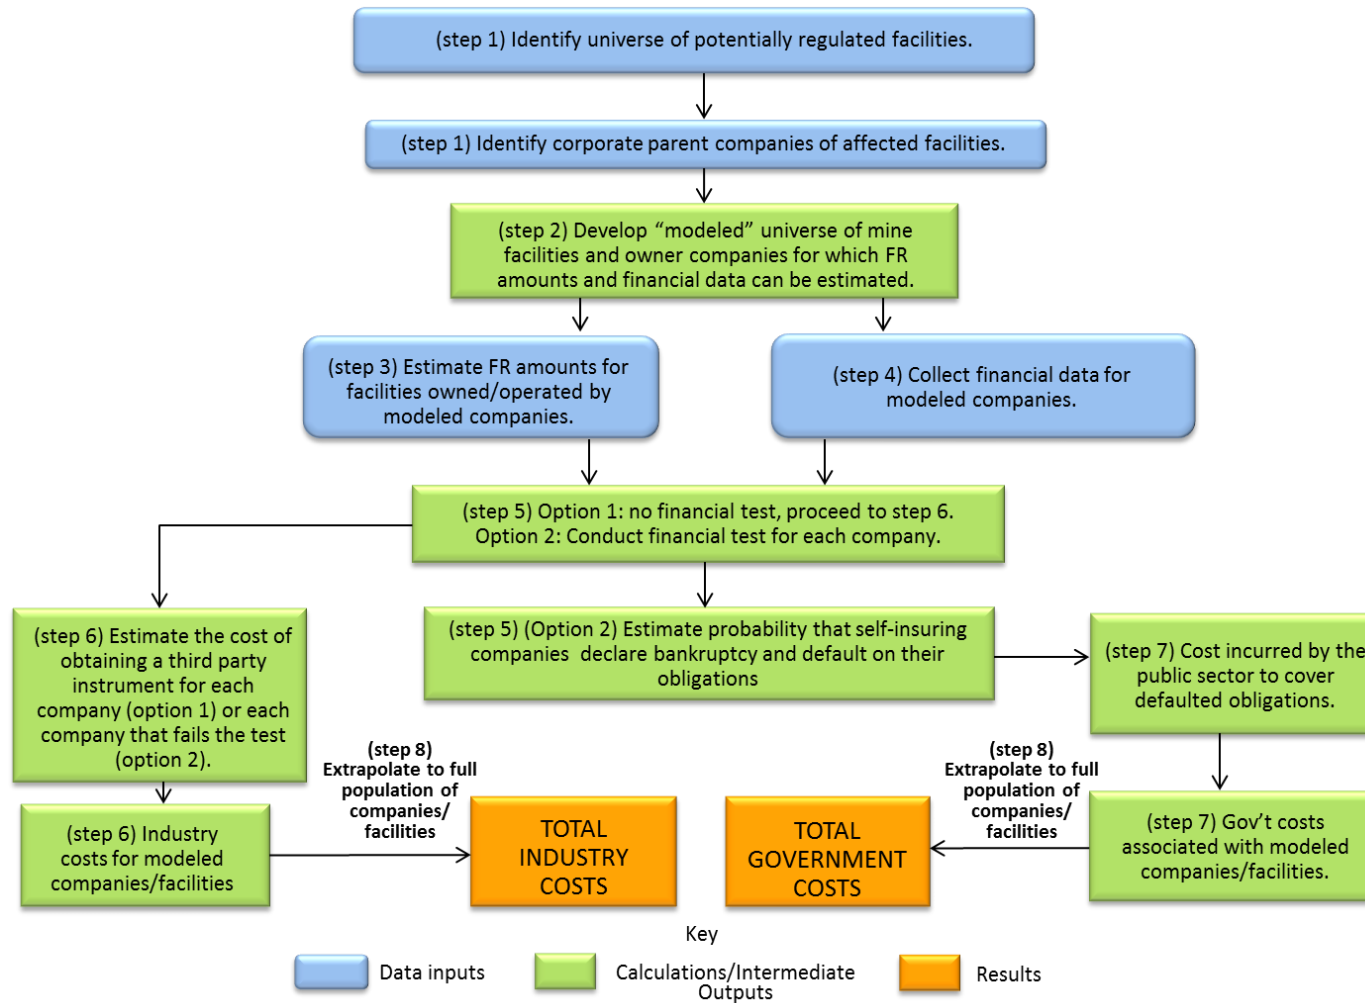 (step 1) Identify universe of potentially regulated facilities.
(step 1) Identify corporate parent companies of affected facilities.
(step 2) Develop “modeled” universe of mine
facilities and owner companies for which FR
amounts and financial data can be estimated.
(step 3) Estimate FR amounts for
facilities owned/operated by
modeled companies.
(step 4) Collect financial data for
modeled companies.
(step 5) Option 1: no financial test, proceed to step 6.
Option 2: Conduct financial test for each company.
(step 6) Estimate the cost of
obtaining a third party
instrument for each
company (option 1) or each
company that fails the test
(option 2).
(step 5) (Option 2) Estimate probability that self-insuring
companies declare bankruptcy and default on their
obligations
(step 7) Cost incurred by the
public sector to cover
defaulted obligations.
(step 6) Industry
costs for modeled
companies/facilities
(step 8)
Extrapolate to full
population of
companies/
facilities
TOTAL
INDUSTRY
COSTS
TOTAL
GOVERNMENT
COSTS
(step 8)
Extrapolate to full
population of
companies/
facilities
(step 7) Gov’t costs
associated with modeled
companies/facilities.
Key
Data inputs
Calculations/Intermediate
Outputs
Results